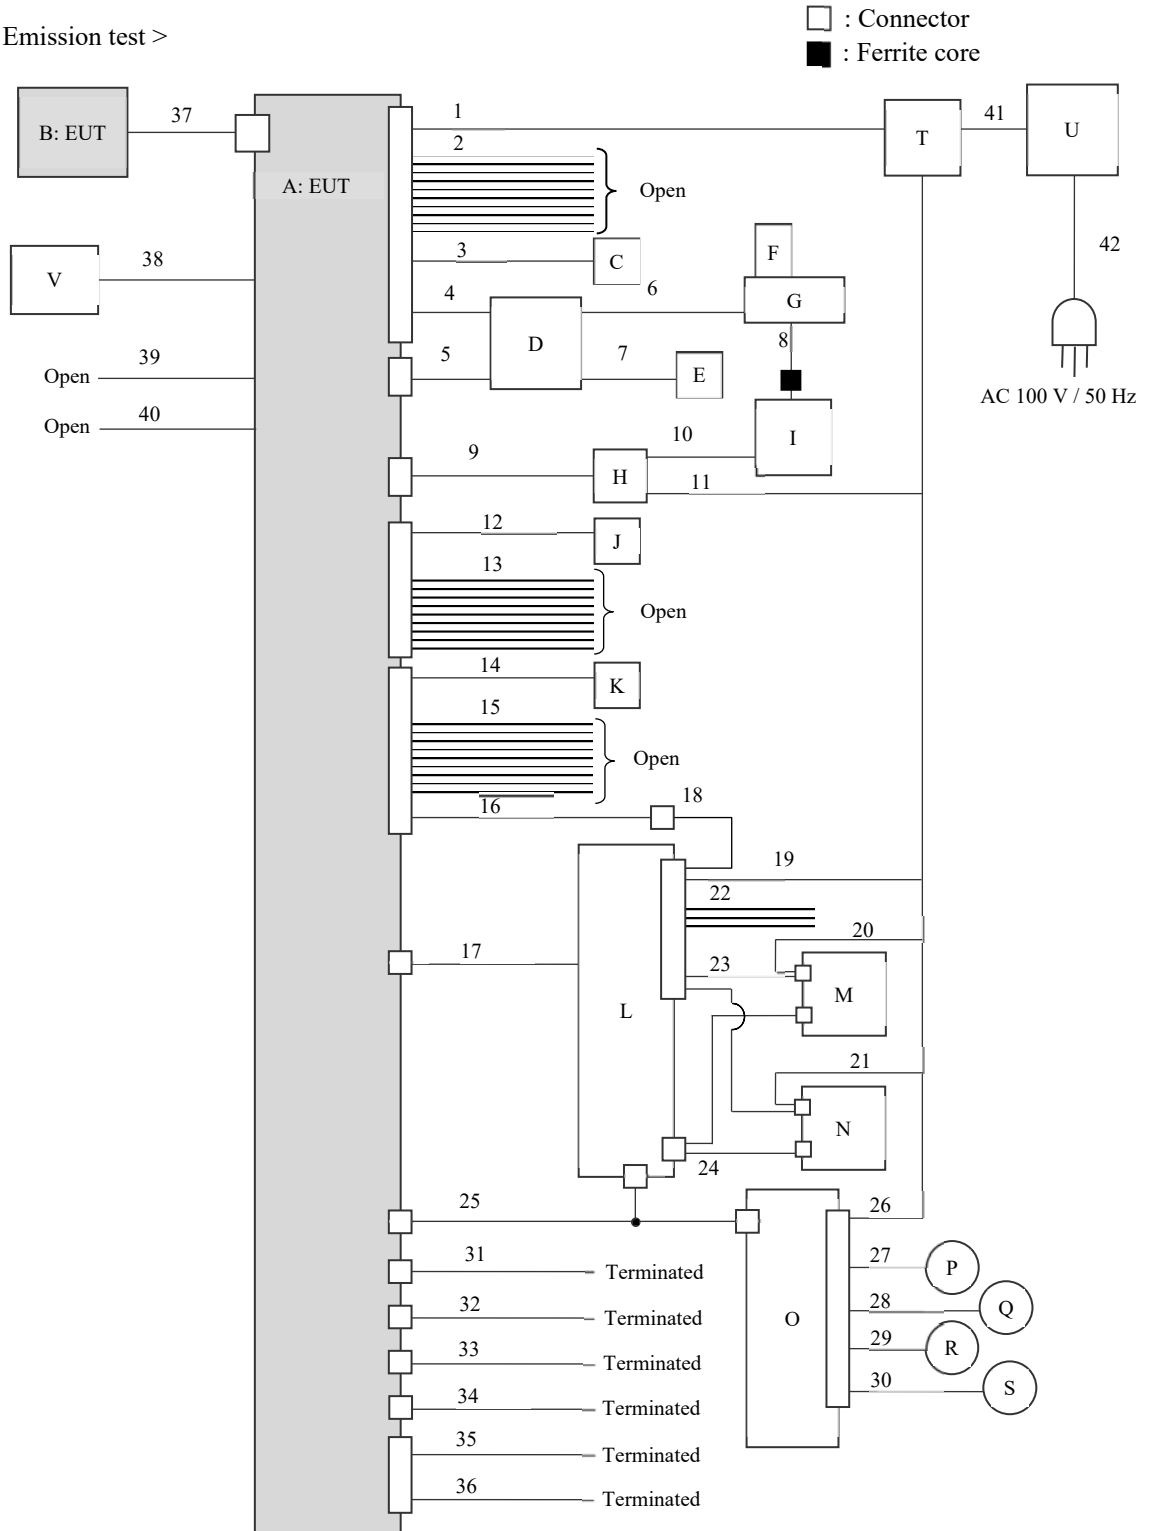 : Connector
Emission test >
: Ferrite core
37
1
41
B: EUT
T
U
2
A: EUT
Open
3
42
38
F
C
V
6
4
G
8
D
5
7
39
E
Open
AC 100 V / 50 Hz
40
Open
10
I
9
H
11
12
J
13
Open
14
K
15
Open
18
16
19
22
20
17
23
M
L
21
N
24
25
26
31
27
Terminated
P
32
28
Q
Terminated
O
33
29
R
Terminated
34
30
S
Terminated
35
Terminated
36
Terminated